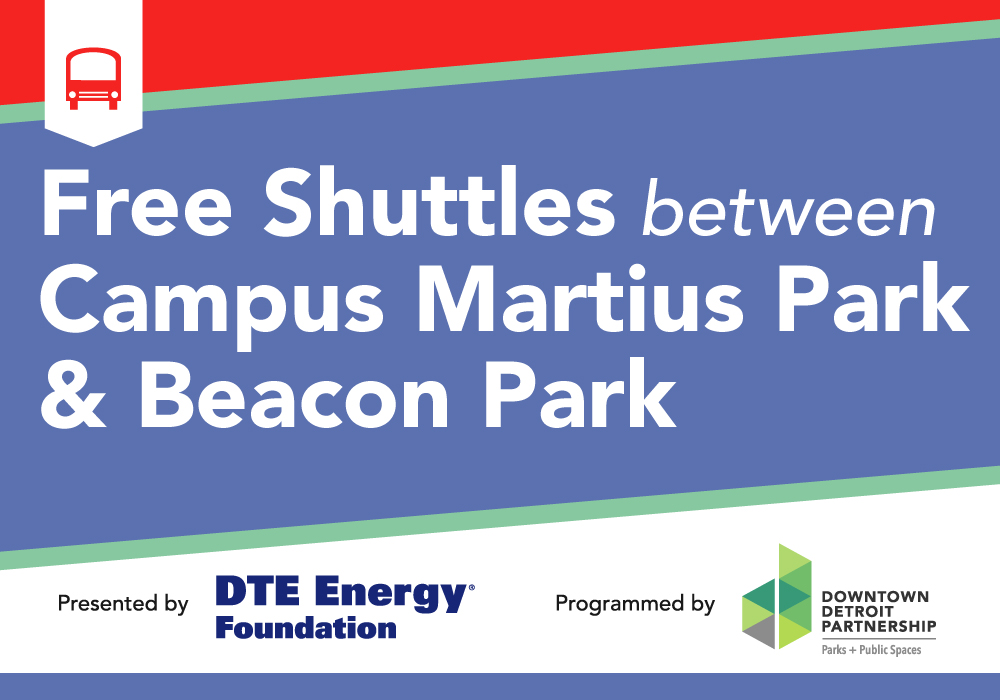 Free Shuttles between
Campus Martius Park
& Beacon Park
Presented by
DTE Energy®
Foundation
Programmed by
DOWNTOWN
DETROIT
PARTNERSHIP
Parks + Public Spaces